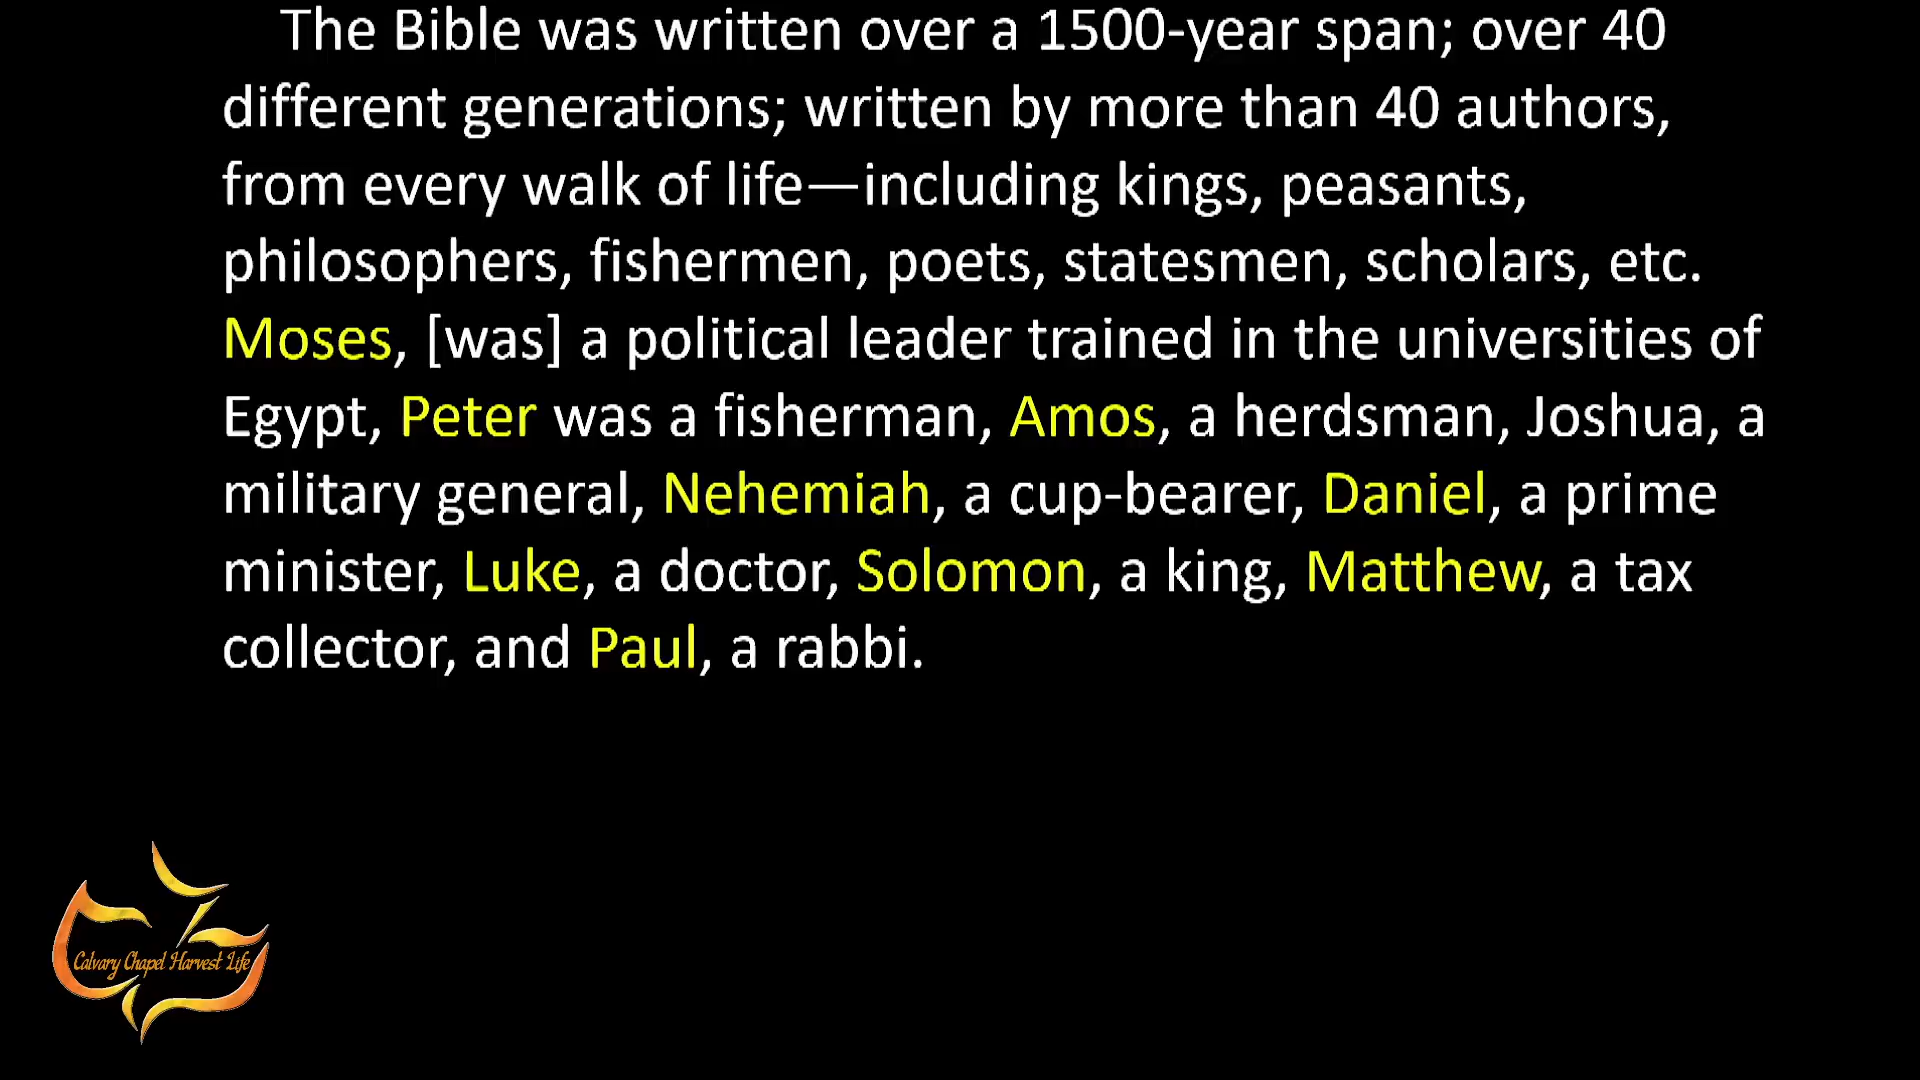 The Bible was written over a 1500-year span; over 40
different generations; written by more than 40 authors,
from every walk of life—including kings, peasants,
philosophers, fishermen, poets, statesmen, scholars, etc.
Moses, [was] a political leader trained in the universities of
Egypt, Peter was a fisherman, Amos, a herdsman, Joshua, a
military general, Nehemiah, a cup-bearer, Daniel, a prime
minister, Luke, a doctor, Solomon, a king, Matthew, a tax
collector, and Paul, a rabbi.
Calvary Chapel Harvest Life